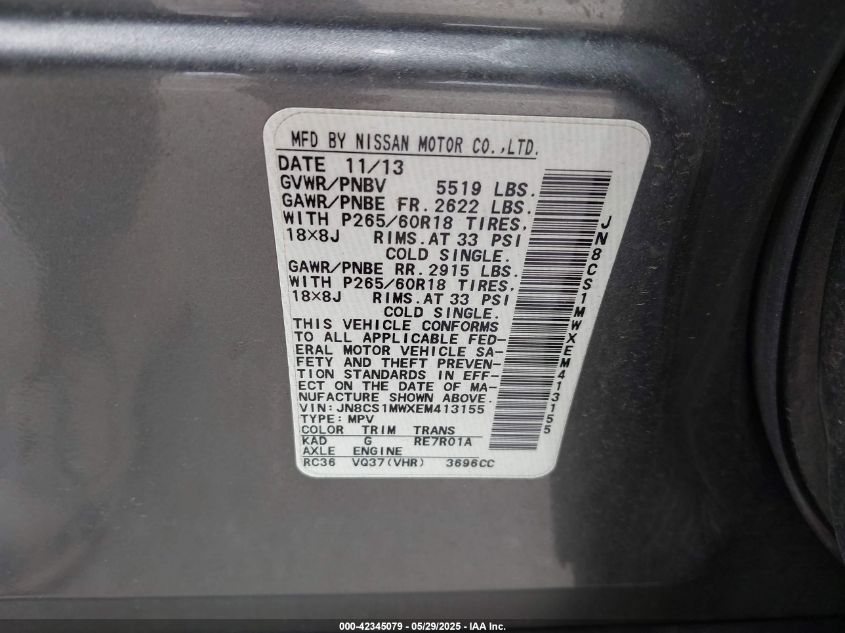 MFD BY NISSAN MOTOR CO.,LTD.
DATE 11/13
GVWR/PNBV 5519 LBS.
GAWR/PNBE FR.2622 LBS.
WITH P265/60R18 TIRES,
18×8J RIMS.AT 33 PSI
COLD SINGLE.
GAWR/PNBE RR.2915 LBS.
WITH P265/60R18 TIRES,
18×8J RIMS.AT 33 PSI
COLD SINGLE.
THIS VEHICLE CONFORMS
TO ALL APPLICABLE FED-
ERAL MOTOR VEHICLE SA-
FETY AND THEFT PREVEN-
TION STANDARDS IN EFF-
ECT ON THE DATE OF MA-
NUFACTURE SHOWN ABOVE.
VIN:JN8CS1MWXEM413155
TYPE:MPV
COLOR TRIM TRANS
KAD G RE7R01A
AXLE ENGINE
RC36 VQ37(VHR) 3696CC
JN8CS1MWXEM413155
000-42345079 - 05/29/2025 - IAA Inc.